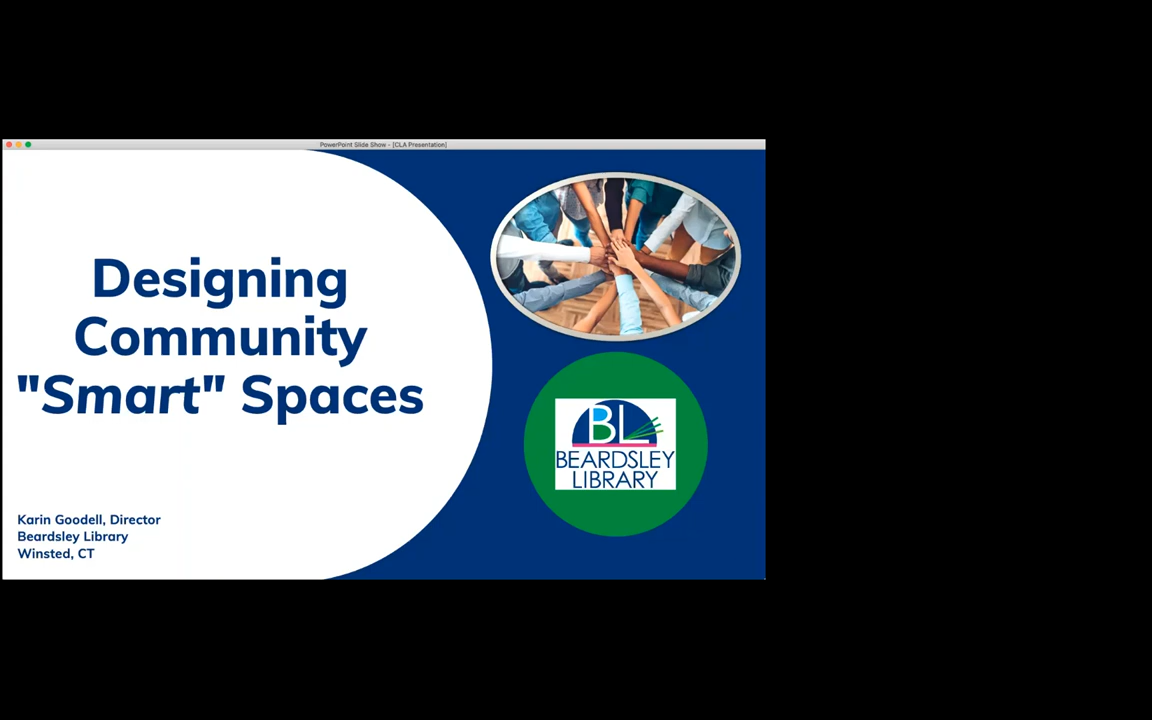 PowerPoint Slide Show - [CLA Presentation]
Designing
Community
"Smart" Spaces
BL
BEARDSLEY
LIBRARY
Karin Goodell, Director
Beardsley Library
Winsted, CT